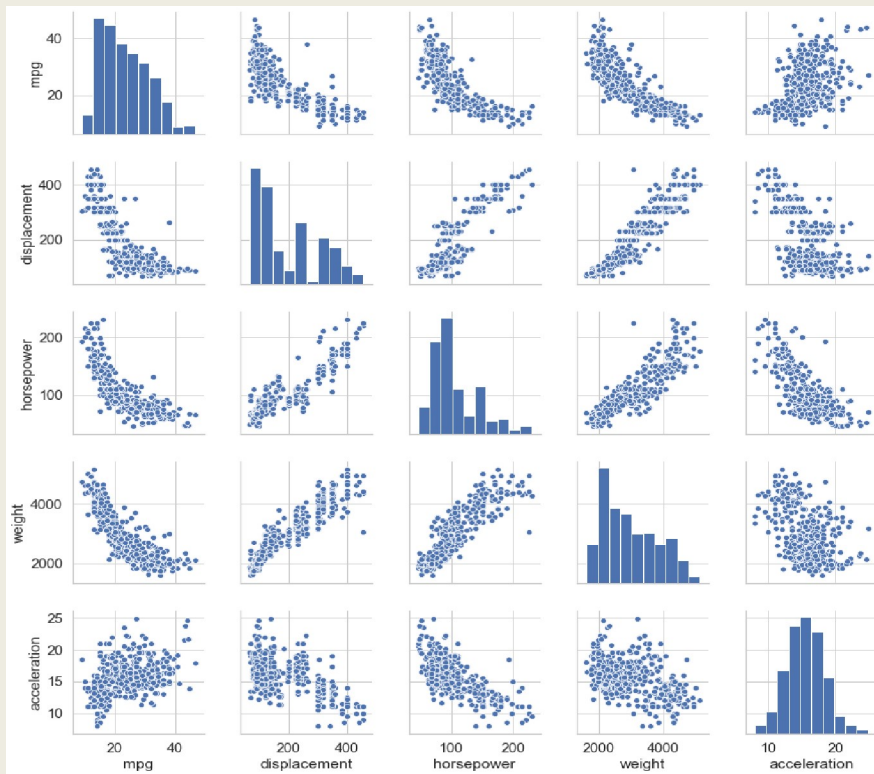 mpg
40
20
displacement
400
200
horsepower
200
100
weight
4000
2000
acceleration
25
20
15
10
20 40
200 400
100 200
2000 4000
10 20
mpg
displacement
horsepower
weight
acceleration